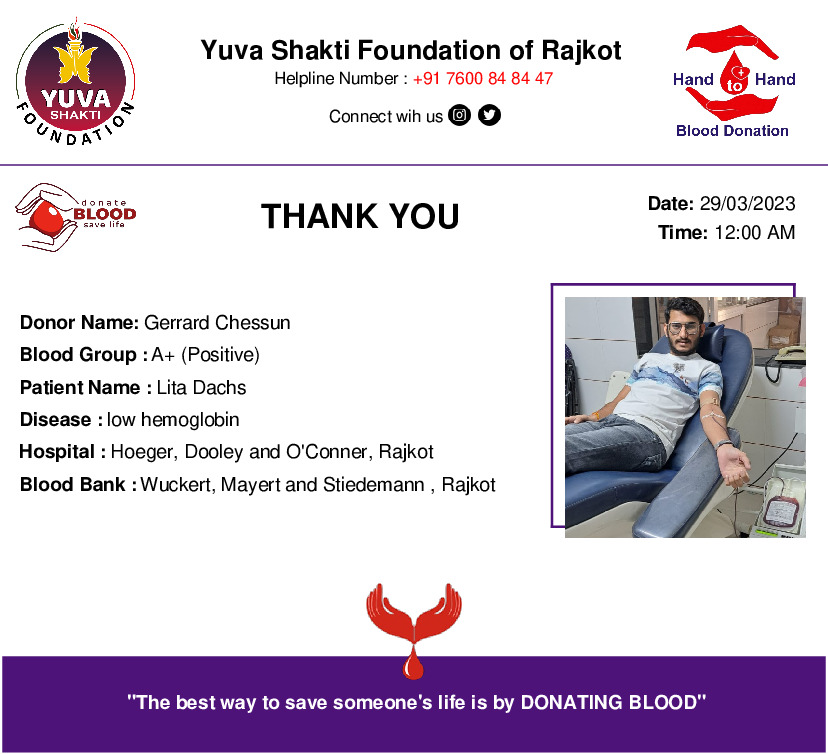 YUVA
SHAKTI
FOUNDATION
Yuva Shakti Foundation of Rajkot
Helpline Number : +91 7600 84 84 47
Connect wih us
Hand to Hand
Blood Donation
donate
BLOOD
save life
THANK YOU
Date: 29/03/2023
Time: 12:00 AM
Donor Name: Gerrard Chessun
Blood Group : A+ (Positive)
Patient Name : Lita Dachs
Disease : low hemoglobin
Hospital : Hoeger, Dooley and O'Conner, Rajkot
Blood Bank : Wuckert, Mayert and Stiedemann , Rajkot
"The best way to save someone's life is by DONATING BLOOD"